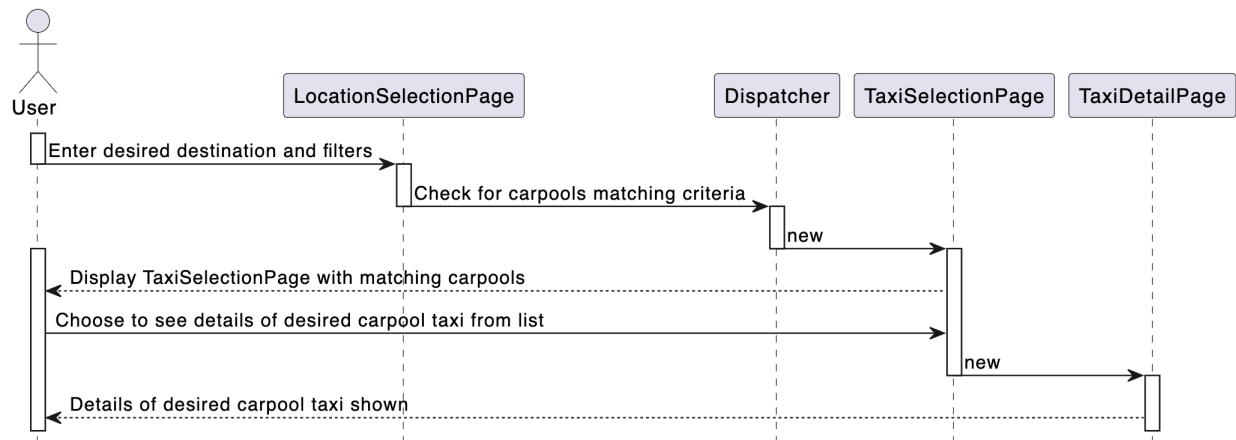 User
LocationSelectionPage
Dispatcher
TaxiSelectionPage
TaxiDetailPage
Enter desired destination and filters
Check for carpools matching criteria
new
Display TaxiSelectionPage with matching carpools
Choose to see details of desired carpool taxi from list
new
Details of desired carpool taxi shown